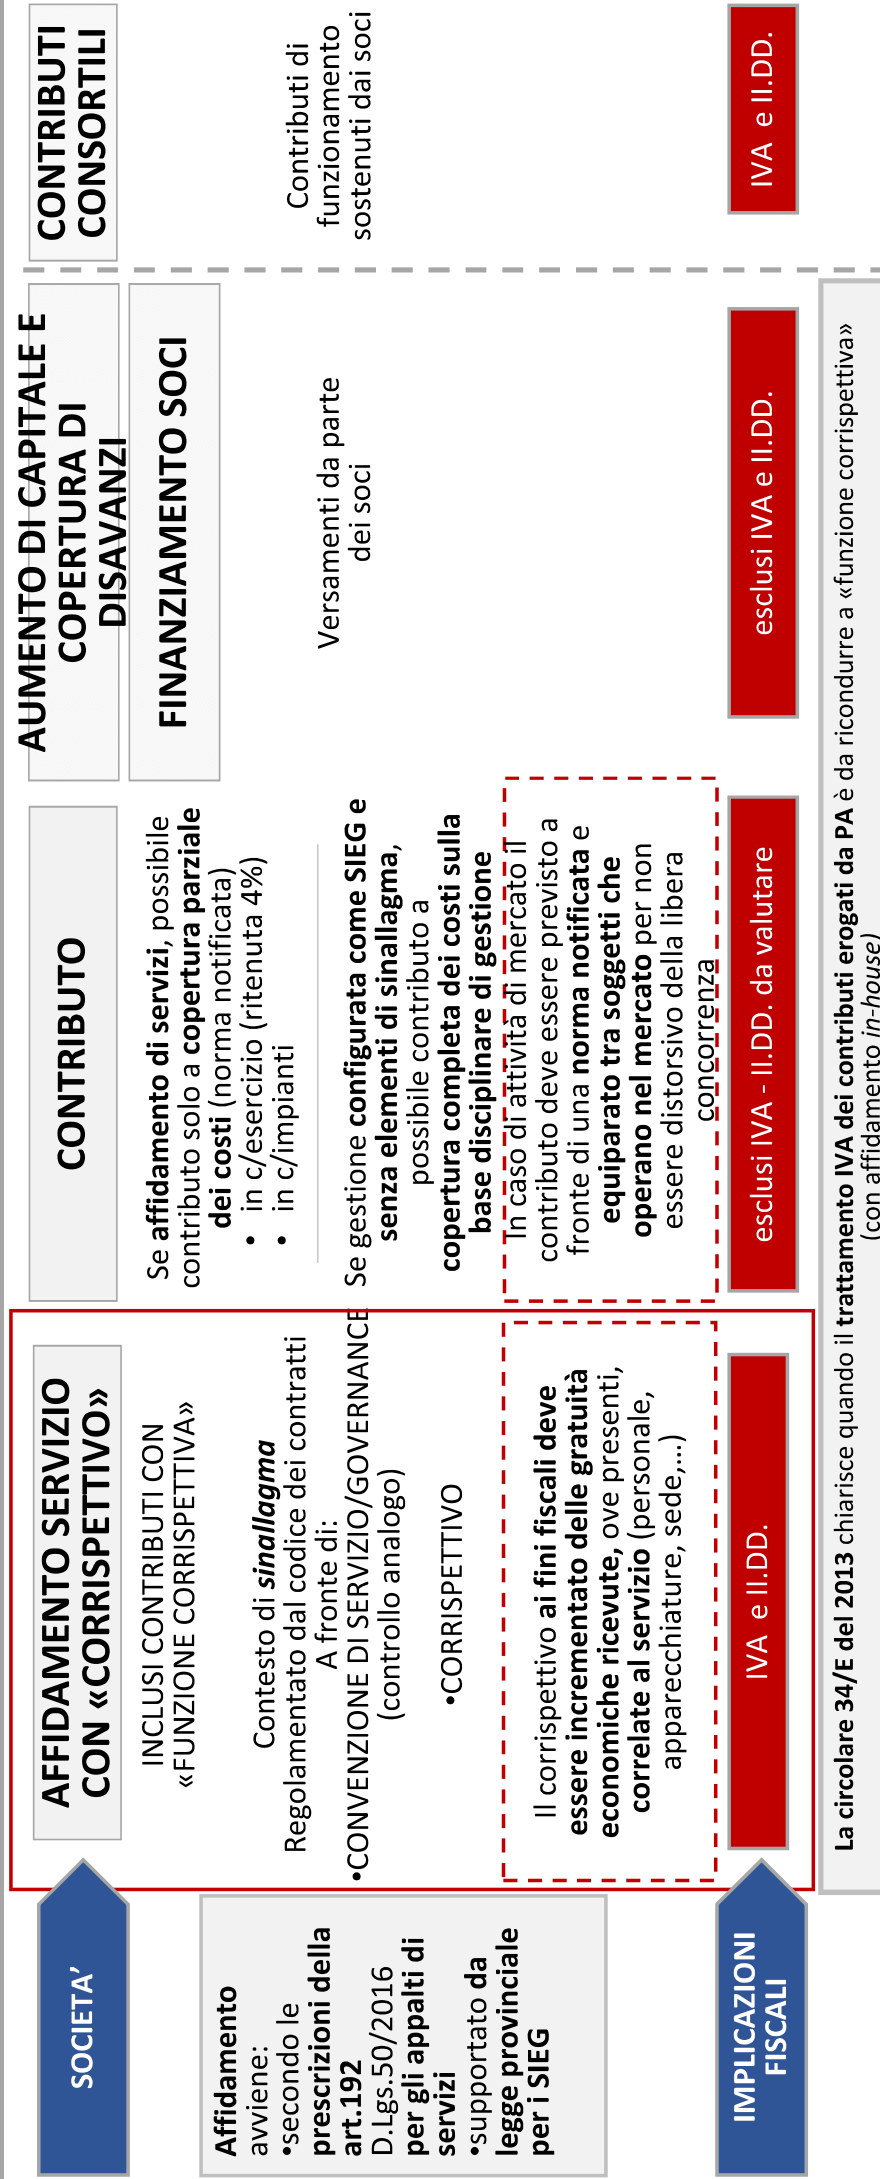 SOCIETA’
Affidamento
avviene:
•secondo le
prescrizioni della
art.192
D.Lgs.50/2016
per gli appalti di
servizi
•supportato da
legge provinciale
per i SIEG
IMPLICAZIONI
FISCALI
AFFIDAMENTO SERVIZIO
CON «CORRISPETTIVO»
INCLUSI CONTRIBUTI CON
«FUNZIONE CORRISPETTIVA»
Contesto di sinallagma
Regolamentato dal codice dei contratti
A fronte di:
•CONVENZIONE DI SERVIZIO/GOVERNANCE
(controllo analogo)
•CORRISPETTIVO
Il corrispettivo ai fini fiscali deve
essere incrementato delle gratuità
economiche ricevute, ove presenti,
correlate al servizio (personale,
apparecchiature, sede,...)
IVA e II.DD.
CONTRIBUTO
Se affidamento di servizi, possibile
contributo solo a copertura parziale
dei costi (norma notificata)
• in c/esercizio (ritenuta 4%)
• in c/impianti
Se gestione configurata come SIEG e
senza elementi di sinallagma,
possibile contributo a
copertura completa dei costi sulla
base disciplinare di gestione
In caso di attività di mercato il
contributo deve essere previsto a
fronte di una norma notificata e
equiparato tra soggetti che
operano nel mercato per non
essere distorsivo della libera
concorrenza
esclusi IVA - II.DD. da valutare
AUMENTO DI CAPITALE E
COPERTURA DI
DISAVANZI
FINANZIAMENTO SOCI
Versamenti da parte
dei soci
esclusi IVA e II.DD.
CONTRIBUTI
CONSORTILI
Contributi di
funzionamento
sostenuti dai soci
IVA e II.DD.
La circolare 34/E del 2013 chiarisce quando il trattamento IVA dei contributi erogati da PA è da ricondurre a «funzione corrispettiva»
(con affidamento in-house)